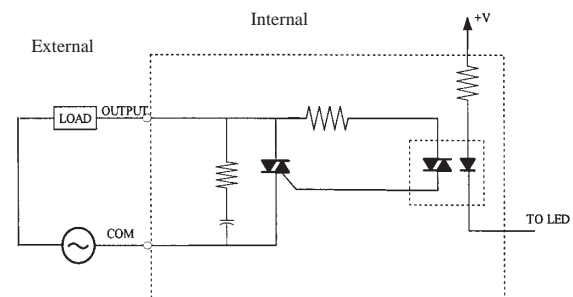 Internal
+V
External
OUTPUT
LOAD
COM
TO LED